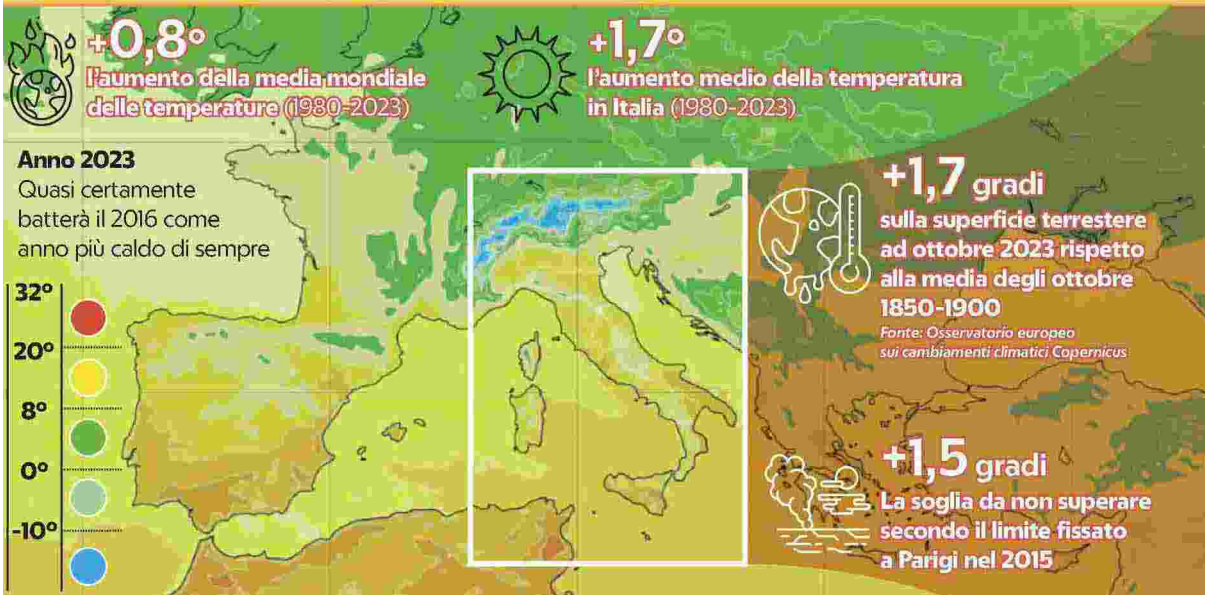 +0,8°
l'aumento della media mondiale
delle temperature (1980-2023)
+1,7°
l'aumento medio della temperatura
in Italia (1980-2023)
Anno 2023
Quasi certamente
batterà il 2016 come
anno più caldo di sempre
32°
20°
8°
0°
-10°
+1,7 gradi
sulla superficie terrestere
ad ottobre 2023 rispetto
alla media degli ottobre
1850-1900
Fonte: Osservatorio europeo
sui cambiamenti climatici Copernicus
+1,5 gradi
La soglia da non superare
secondo il limite fissato
a Parigi nel 2015